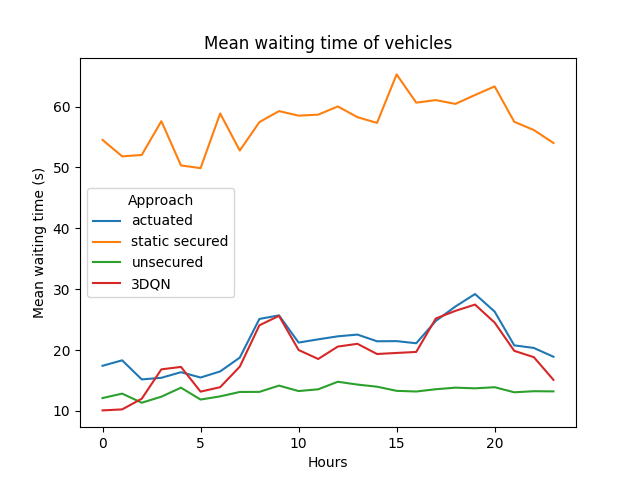 Mean waiting time of vehicles
Mean waiting time (s)
60
50
40
30
20
10
Approach
actuated
static secured
unsecured
3DQN
0 5 10 15 20
Hours